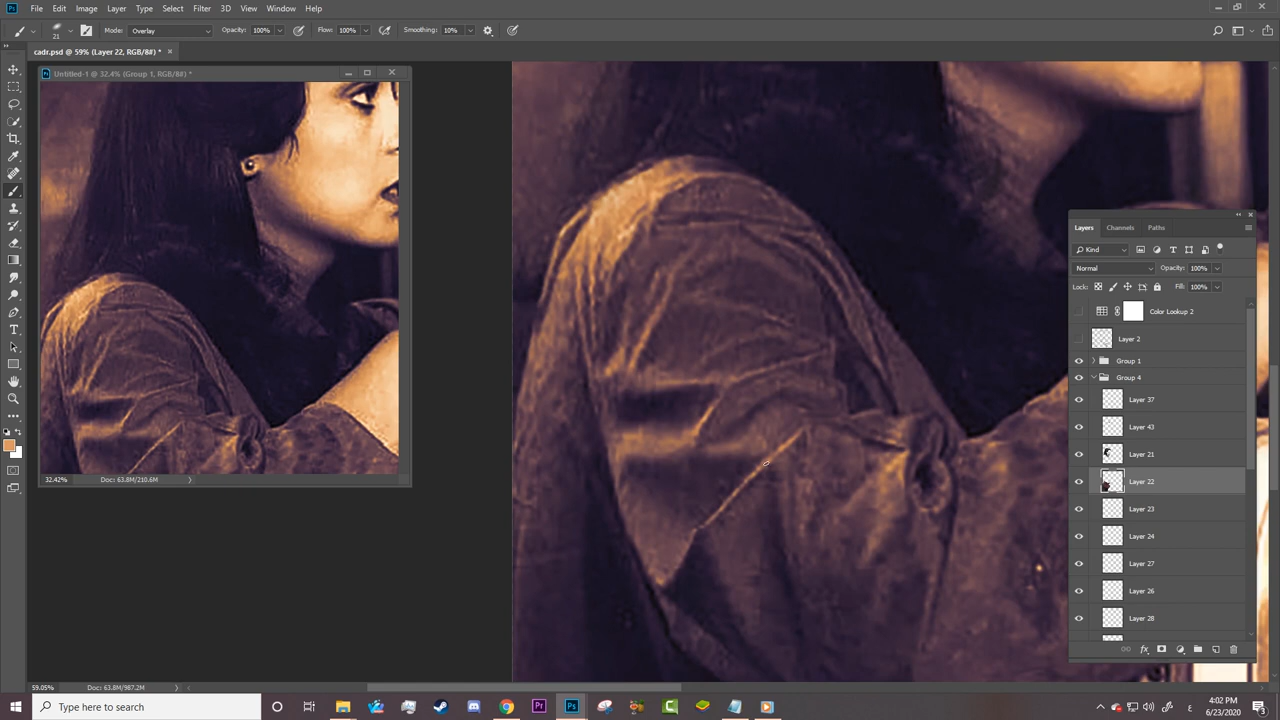 File Edit Image Layer Type Select Filter 3D View Window Help
21 Mode: Overlay Opacity: 100% Flow: 100% Smoothing: 10%
cadr.psd @ 59% (Layer 22, RGB/8#) *
Untitled-1 @ 32.4% (Group 1, RGB/8#) *
32.42% Doc: 63.8M/210.6M
Layers Channels Paths
Kind
Normal Opacity: 100%
Lock: Fill: 100%
Color Lookup 2
Layer 2
Group 1
Group 4
Layer 37
Layer 43
Layer 21
Layer 22
Layer 23
Layer 24
Layer 27
Layer 26
Layer 28
fx
59.05% Doc: 63.8M/987.2M
Type here to search
Pr
Ps
ع
4:02 PM
6/23/2020
3